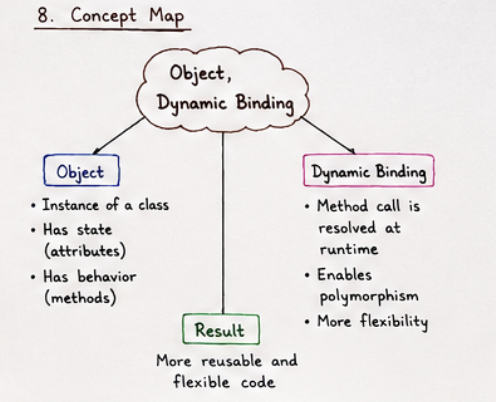 8. Concept Map
Object,
Dynamic Binding
Object
• Instance of a class
• Has state
(attributes)
• Has behavior
(methods)
Dynamic Binding
• Method call is
resolved at
runtime
• Enables
polymorphism
• More flexibility
Result
More reusable and
flexible code